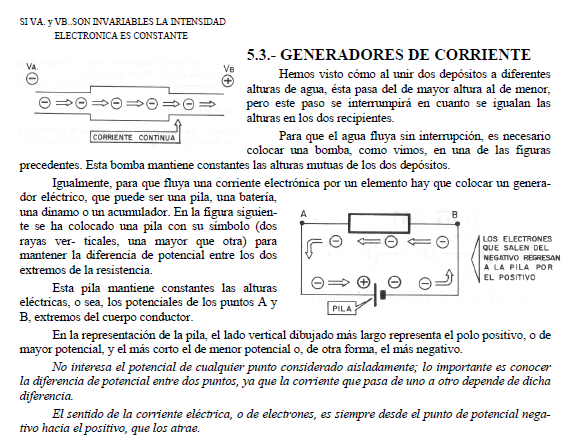 SI VA. y VB..SON INVARIABLES LA INTENSIDAD
ELECTRONICA ES CONSTANTE
VA.
VB
CORRIENTE CONTINUA
5.3.- GENERADORES DE CORRIENTE
Hemos visto cómo al unir dos depósitos a diferentes
alturas de agua, ésta pasa del de mayor altura al de menor,
pero este paso se interrumpirá en cuanto se igualan las
alturas en los dos recipientes.
Para que el agua fluya sin interrupción, es necesario
colocar una bomba, como vimos, en una de las figuras
precedentes. Esta bomba mantiene constantes las alturas mutuas de los dos depósitos.
Igualmente, para que fluya una corriente electrónica por un elemento hay que colocar un genera-
dor eléctrico, que puede ser una pila, una batería,
una dinamo o un acumulador. En la figura siguien-
te se ha colocado una pila con su símbolo (dos
rayas ver- ticales, una mayor que otra) para
mantener la diferencia de potencial entre los dos
extremos de la resistencia.
Esta pila mantiene constantes las alturas
eléctricas, o sea, los potenciales de los puntos A y
B, extremos del cuerpo conductor.
A
B
PILA
LOS ELECTRONES
QUE SALEN DEL
NEGATIVO REGRESAN
A LA PILA POR
EL POSITIVO
En la representación de la pila, el lado vertical dibujado más largo representa el polo positivo, o de
mayor potencial, y el más corto el de menor potencial o, de otra forma, el más negativo.
No interesa el potencial de cualquier punto considerado aisladamente; lo importante es conocer
la diferencia de potencial entre dos puntos, ya que la corriente que pasa de uno a otro depende de dicha
diferencia.
El sentido de la corriente eléctrica, o de electrones, es siempre desde el punto de potencial nega-
tivo hacia el positivo, que los atrae.